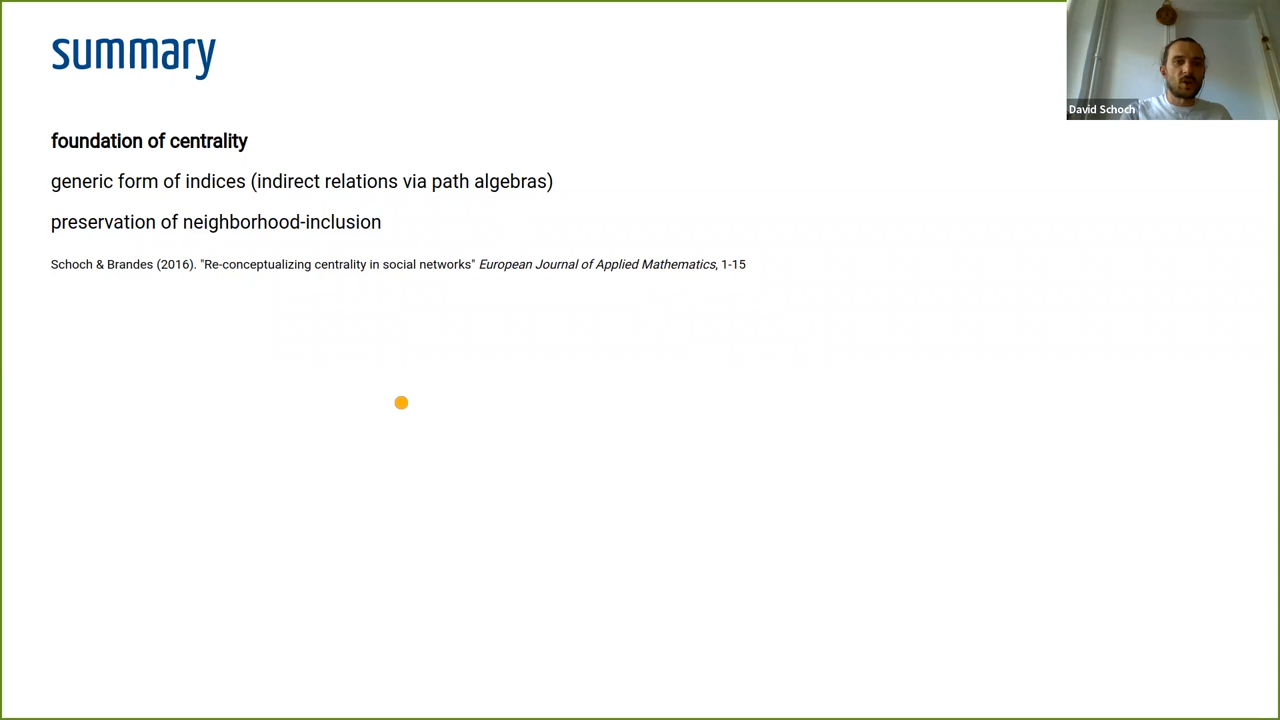 summary
foundation of centrality
generic form of indices (indirect relations via path algebras)
preservation of neighborhood-inclusion
Schoch & Brandes (2016). "Re-conceptualizing centrality in social networks" European Journal of Applied Mathematics, 1-15
David Schoch